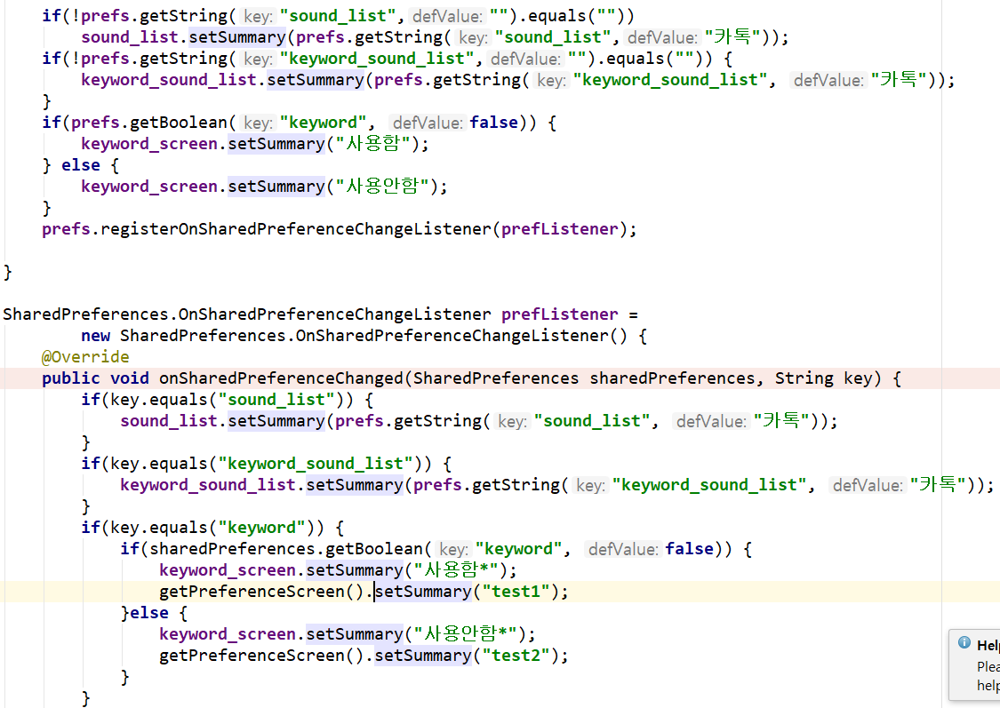 if(!prefs.getString( key: "sound_list", defValue: "").equals(""))
    sound_list.setSummary(prefs.getString( key: "sound_list", defValue: "카톡"));
if(!prefs.getString( key: "keyword_sound_list", defValue: "").equals("")) {
    keyword_sound_list.setSummary(prefs.getString( key: "keyword_sound_list", defValue: "카톡"));
}
if(prefs.getBoolean( key: "keyword", defValue: false)) {
    keyword_screen.setSummary("사용함");
} else {
    keyword_screen.setSummary("사용안함");
}
prefs.registerOnSharedPreferenceChangeListener(prefListener);
}
SharedPreferences.OnSharedPreferenceChangeListener prefListener =
        new SharedPreferences.OnSharedPreferenceChangeListener() {
    @Override
    public void onSharedPreferenceChanged(SharedPreferences sharedPreferences, String key) {
        if(key.equals("sound_list")) {
            sound_list.setSummary(prefs.getString( key: "sound_list", defValue: "카톡"));
        }
        if(key.equals("keyword_sound_list")) {
            keyword_sound_list.setSummary(prefs.getString( key: "keyword_sound_list", defValue: "카톡"));
        }
        if(key.equals("keyword")) {
            if(sharedPreferences.getBoolean( key: "keyword", defValue: false)) {
                keyword_screen.setSummary("사용함*");
                getPreferenceScreen().setSummary("test1");
            }else {
                keyword_screen.setSummary("사용안함*");
                getPreferenceScreen().setSummary("test2");
            }
        }
Hel
Plea
help